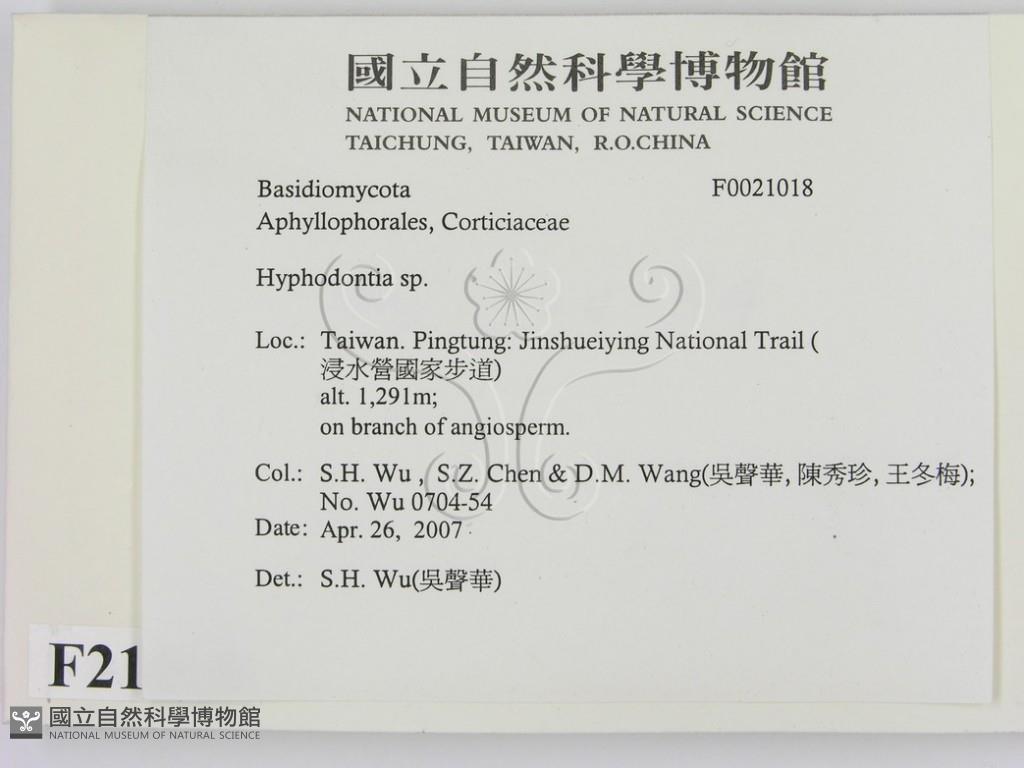 國立自然科學博物館
NATIONAL MUSEUM OF NATURAL SCIENCE
TAICHUNG, TAIWAN, R.O.CHINA
Basidiomycota F0021018
Aphyllophorales, Corticiaceae
Hyphodontia sp.
Loc.: Taiwan. Pingtung: Jinshueiying National Trail (
浸水營國家步道)
alt. 1,291m;
on branch of angiosperm.
Col.: S.H. Wu , S.Z. Chen & D.M. Wang(吳聲華, 陳秀珍, 王冬梅);
No. Wu 0704-54
Date: Apr. 26, 2007
Det.: S.H. Wu(吳聲華)
F21
國立自然科學博物館
NATIONAL MUSEUM OF NATURAL SCIENCE